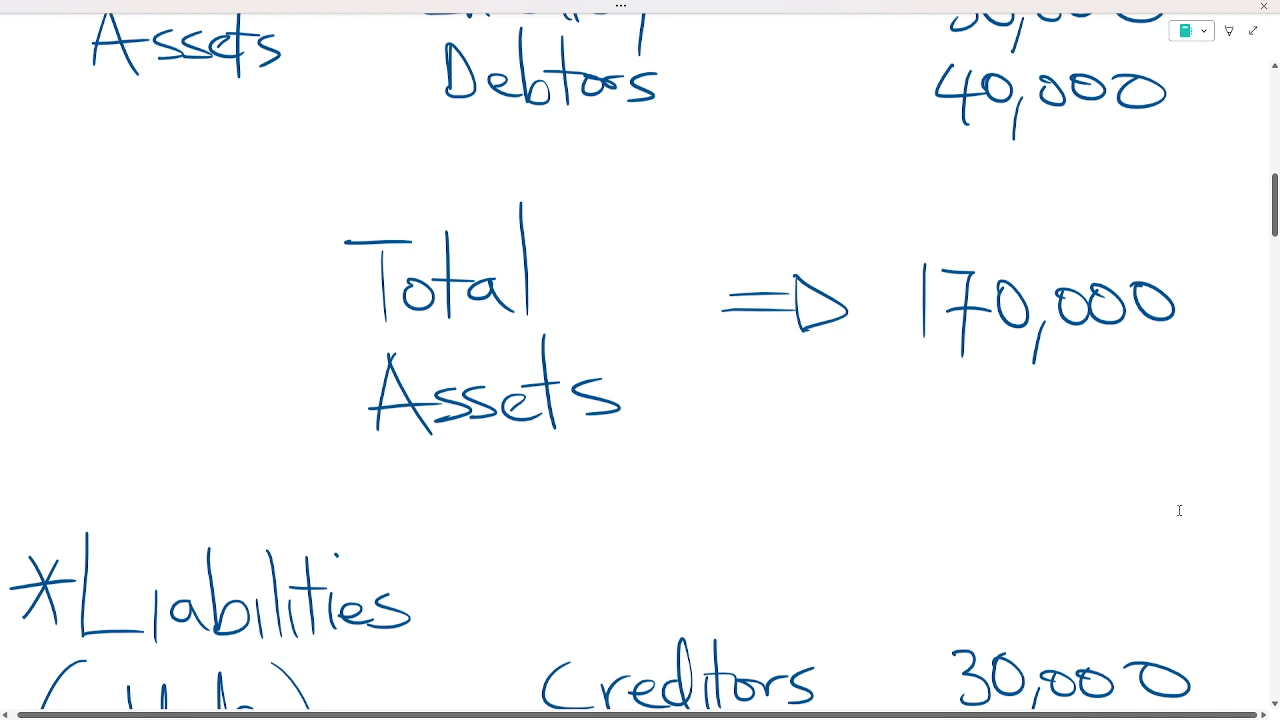 Assets
Debtors 40,000
Total
Assets ⇒ 170,000
*Liabilities
Creditors 30,000